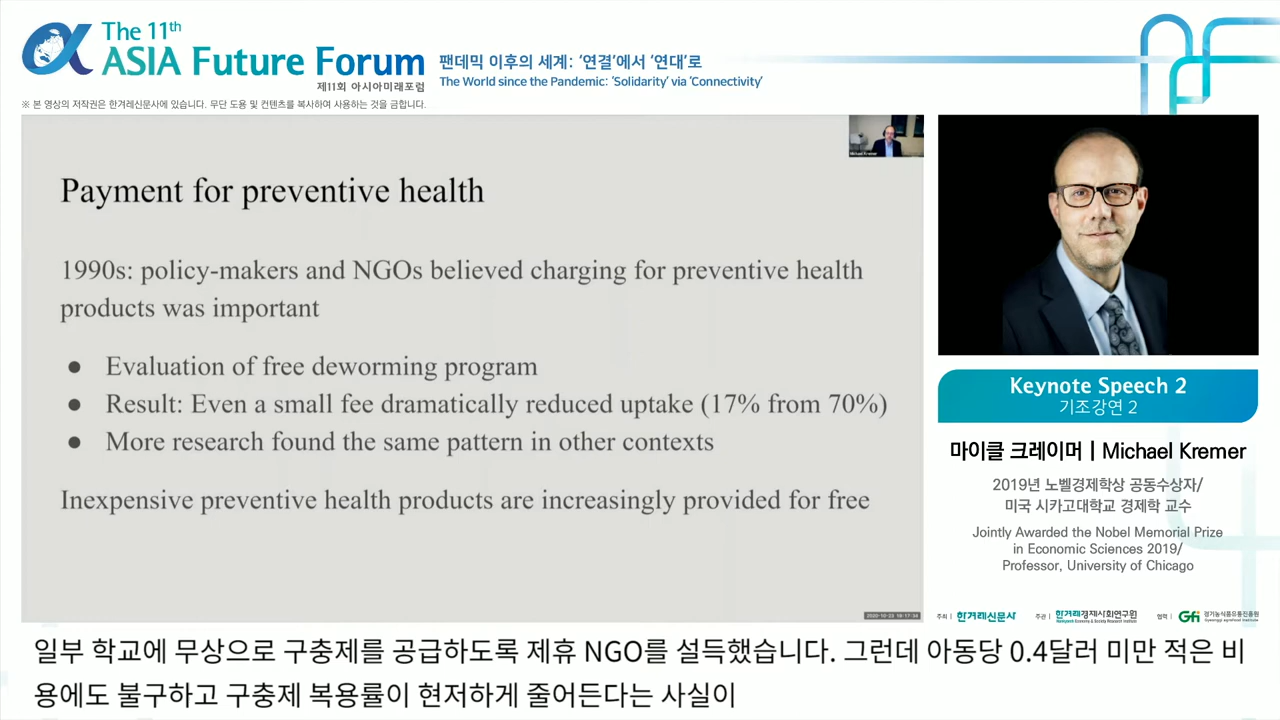 The 11th
ASIA Future Forum
제11회 아시아미래포럼
팬데믹 이후의 세계: ‘연결’에서 ‘연대’로
The World since the Pandemic: ‘Solidarity’ via ‘Connectivity’
※ 본 영상의 저작권은 한겨레신문사에 있습니다. 무단 도용 및 컨텐츠를 복사하여 사용하는 것을 금합니다.
Michael Kremer
Payment for preventive health
1990s: policy-makers and NGOs believed charging for preventive health
products was important
● Evaluation of free deworming program
● Result: Even a small fee dramatically reduced uptake (17% from 70%)
● More research found the same pattern in other contexts
Inexpensive preventive health products are increasingly provided for free
Keynote Speech 2
기조강연 2
마이클 크레이머 | Michael Kremer
2019년 노벨경제학상 공동수상자/
미국 시카고대학교 경제학 교수
Jointly Awarded the Nobel Memorial Prize
in Economic Sciences 2019/
Professor, University of Chicago
주최 | 한겨레신문사
주관 | 한겨레경제사회연구원
Hankyoreh Economy & Society Research Institute
협력 | Gfi 경기농식품유통진흥원
일부 학교에 무상으로 구충제를 공급하도록 제휴 NGO를 설득했습니다. 그런데 아동당 0.4달러 미만 적은 비
용에도 불구하고 구충제 복용률이 현저하게 줄어든다는 사실이